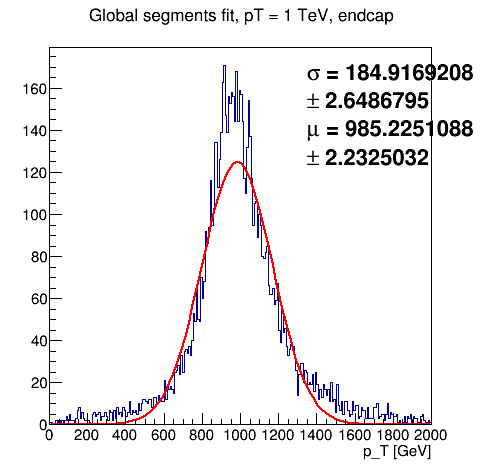 Global segments fit, pT = 1 TeV, endcap
σ = 184.9169208
± 2.6486795
μ = 985.2251088
± 2.2325032
160
140
120
100
80
60
40
20
0
0 200 400 600 800 1000 1200 1400 1600 1800 2000
p_T [GeV]